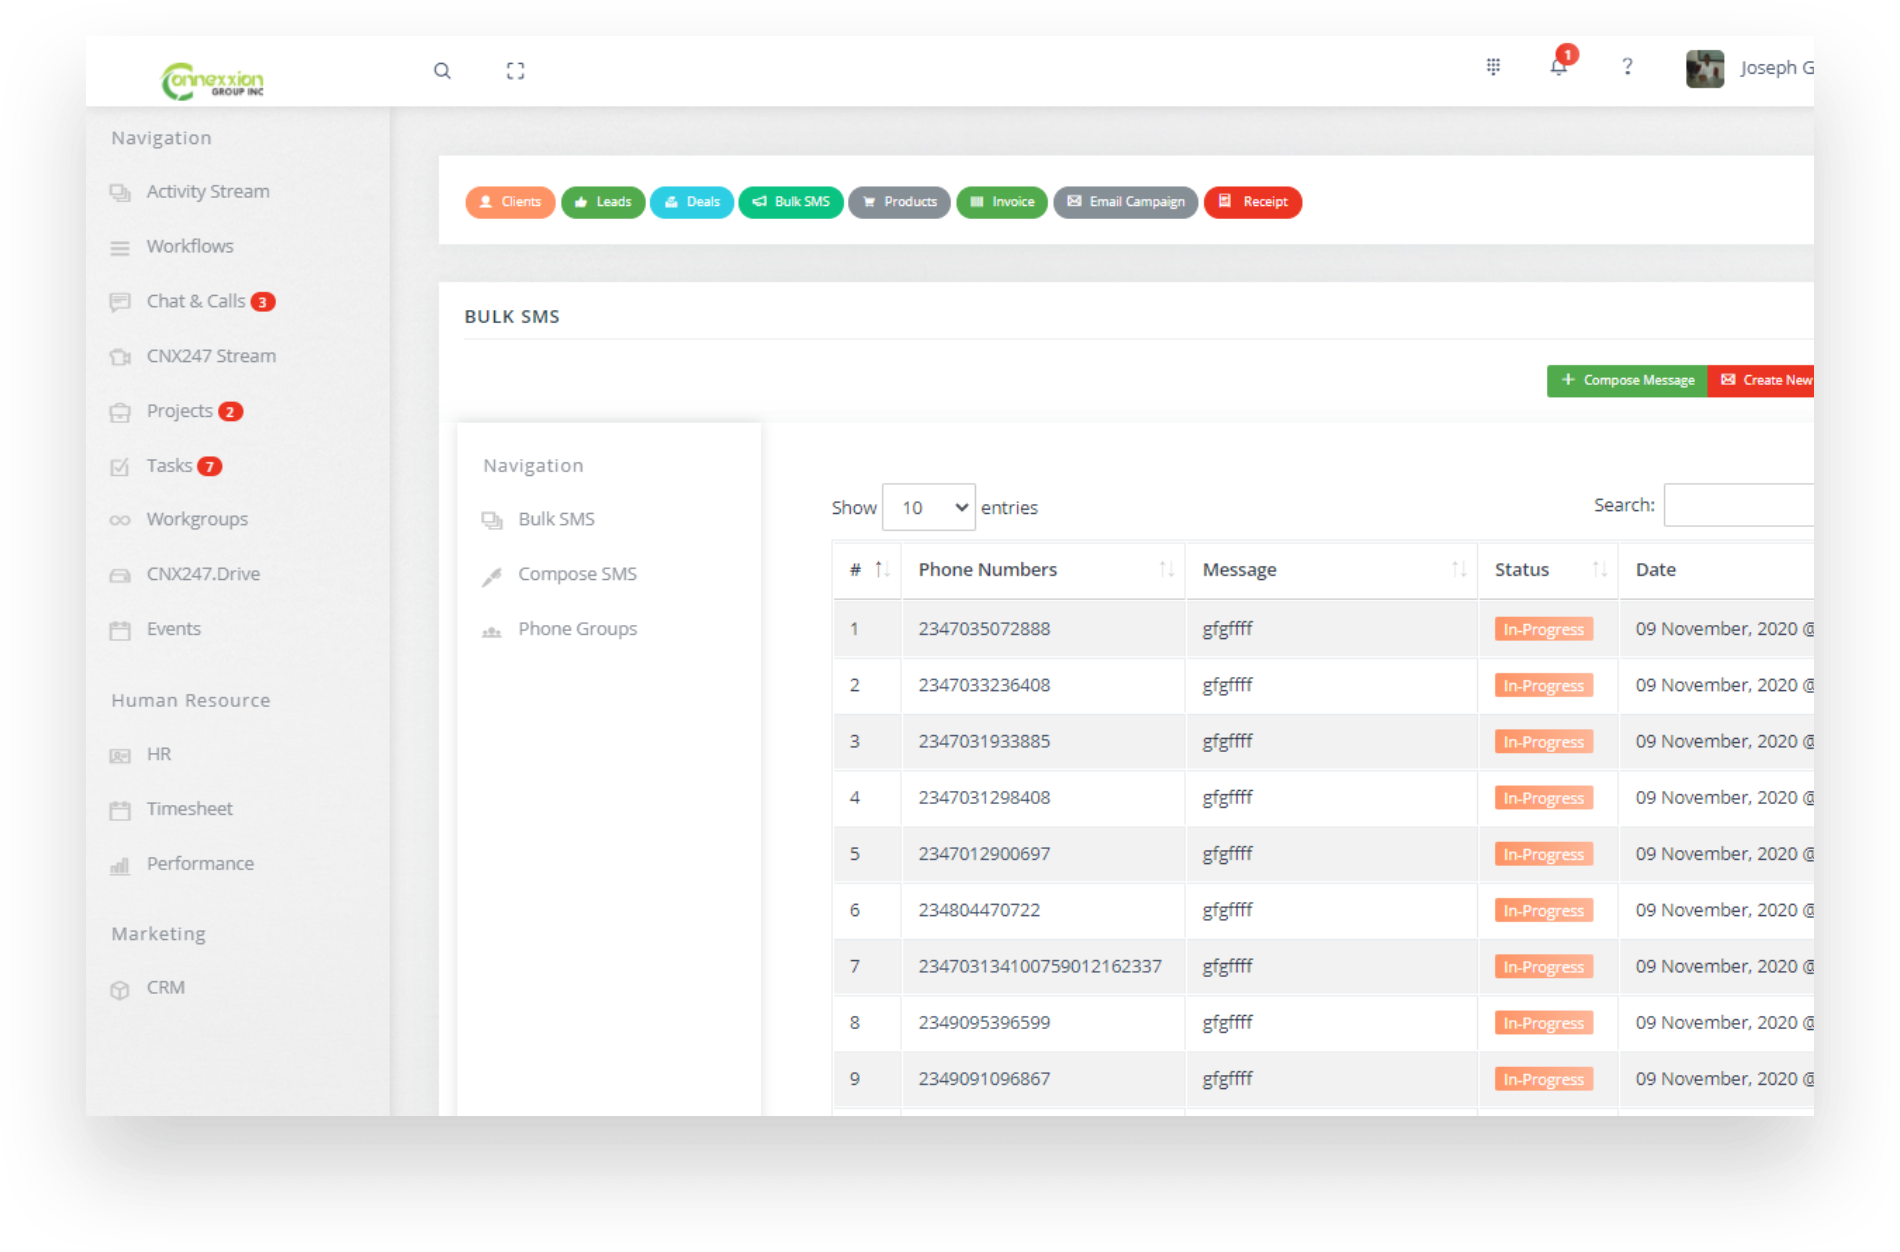 Connexxion
GROUP INC
1
?
Joseph G
Navigation
Activity Stream
Workflows
Chat & Calls 3
CNX247 Stream
Projects 2
Tasks 7
Workgroups
CNX247.Drive
Events
Human Resource
HR
Timesheet
Performance
Marketing
CRM
Clients Leads Deals Bulk SMS Products Invoice Email Campaign Receipt
BULK SMS
+ Compose Message Create New
Navigation
Bulk SMS
Compose SMS
Phone Groups
Show 10 entries Search:
# Phone Numbers Message Status Date
1 2347035072888 gfgffff In-Progress 09 November, 2020 @
2 2347033236408 gfgffff In-Progress 09 November, 2020 @
3 2347031933885 gfgffff In-Progress 09 November, 2020 @
4 2347031298408 gfgffff In-Progress 09 November, 2020 @
5 2347012900697 gfgffff In-Progress 09 November, 2020 @
6 234804470722 gfgffff In-Progress 09 November, 2020 @
7 234703134100759012162337 gfgffff In-Progress 09 November, 2020 @
8 2349095396599 gfgffff In-Progress 09 November, 2020 @
9 2349091096867 gfgffff In-Progress 09 November, 2020 @